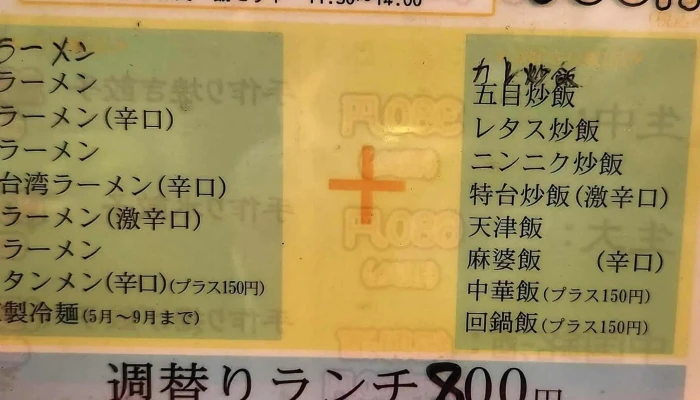 11:30～14:00
ラーメン
ラーメン
ラーメン(辛口)
ラーメン
台湾ラーメン(辛口)
ラーメン(激辛口)
ラーメン
タンメン(辛口)(プラス150円)
製冷麺(5月～9月まで)
+
カレー炒飯
五目炒飯
レタス炒飯
ニンニク炒飯
特台炒飯(激辛口)
天津飯
麻婆飯 (辛口)
中華飯(プラス150円)
回鍋飯(プラス150円)
週替りランチ800円